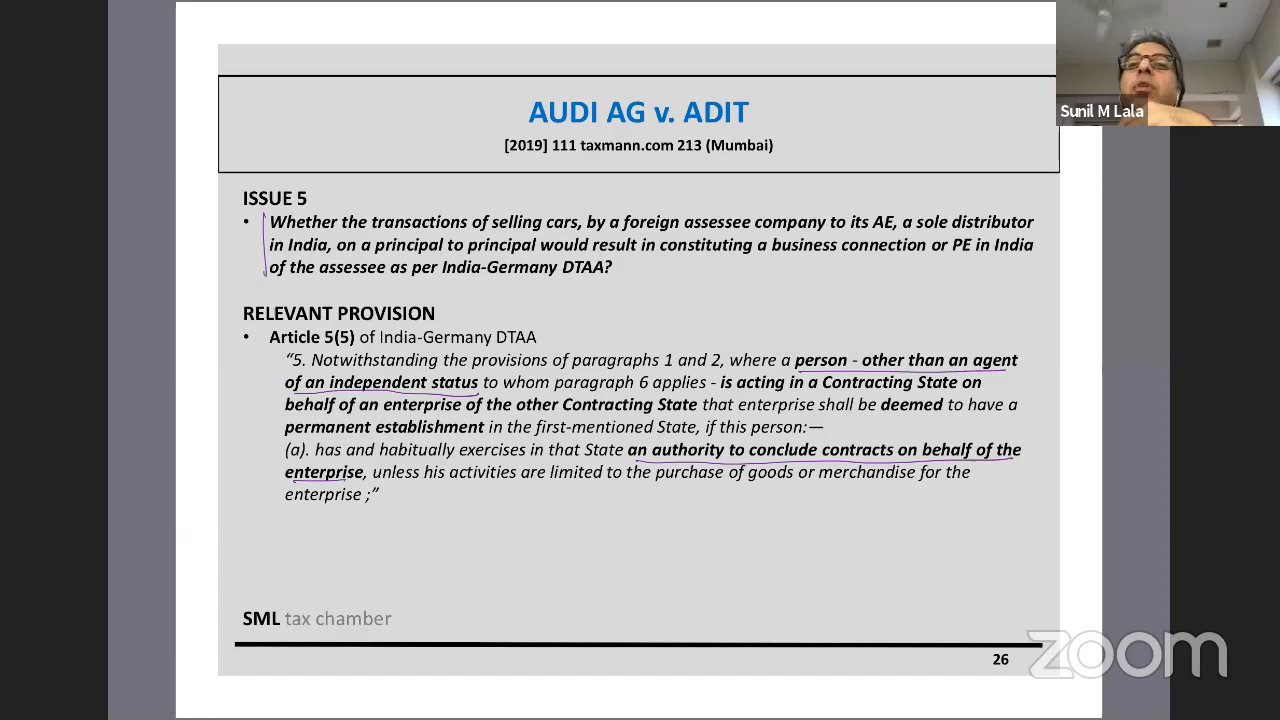 AUDI AG v. ADIT
[2019] 111 taxmann.com 213 (Mumbai)
Sunil M Lala
ISSUE 5
• Whether the transactions of selling cars, by a foreign assessee company to its AE, a sole distributor
in India, on a principal to principal would result in constituting a business connection or PE in India
of the assessee as per India-Germany DTAA?
RELEVANT PROVISION
• Article 5(5) of India-Germany DTAA
“5. Notwithstanding the provisions of paragraphs 1 and 2, where a person - other than an agent
of an independent status to whom paragraph 6 applies - is acting in a Contracting State on
behalf of an enterprise of the other Contracting State that enterprise shall be deemed to have a
permanent establishment in the first-mentioned State, if this person:—
(a). has and habitually exercises in that State an authority to conclude contracts on behalf of the
enterprise, unless his activities are limited to the purchase of goods or merchandise for the
enterprise ;”
SML tax chamber
26
zoom